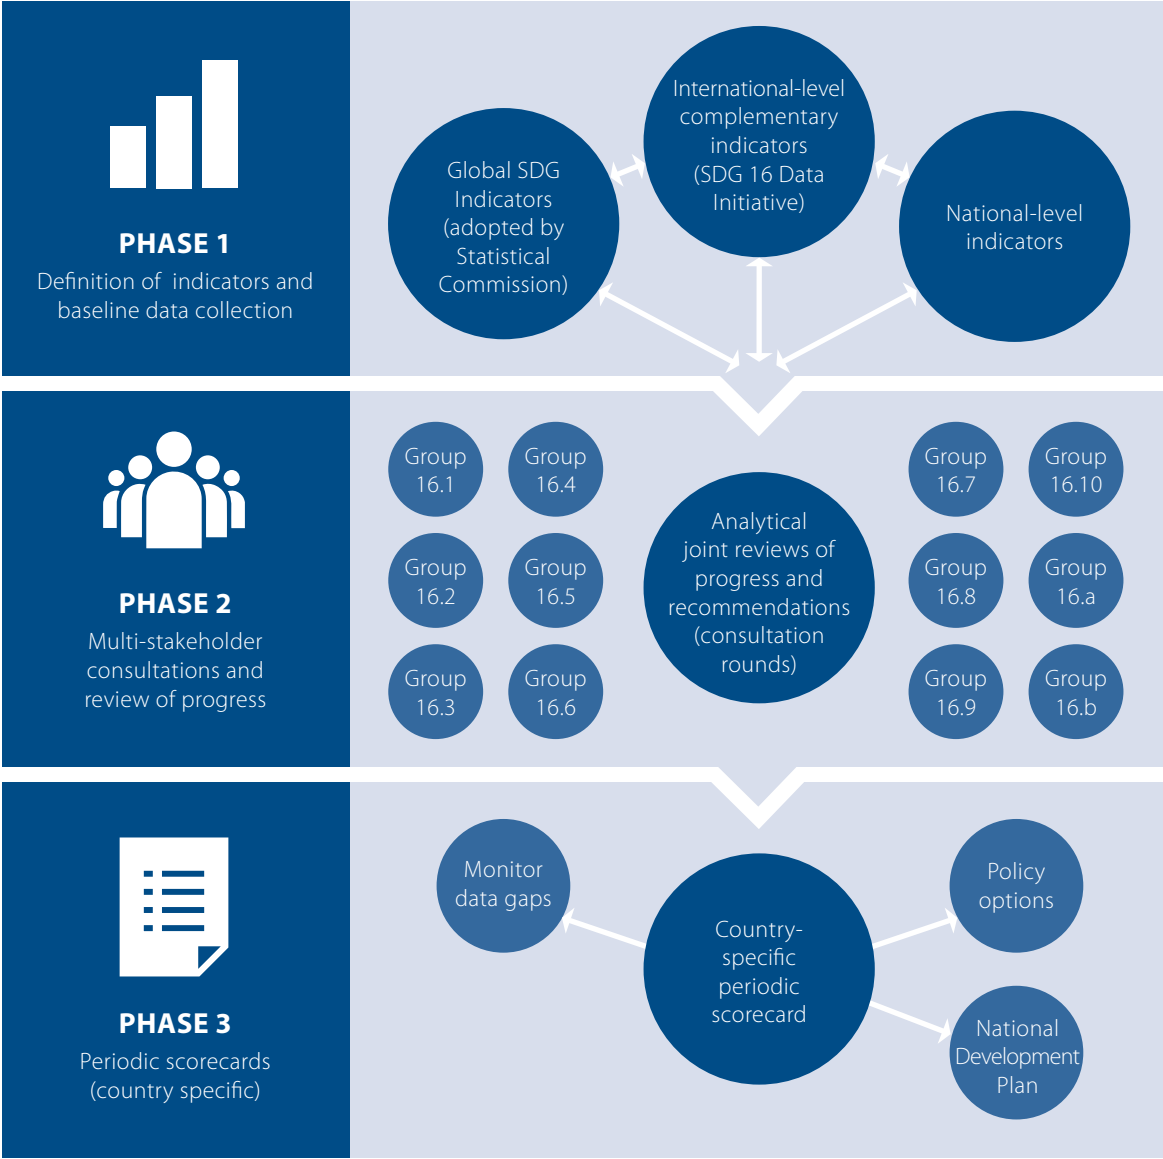 PHASE 1
Definition of indicators and
baseline data collection
Global SDG
Indicators
(adopted by
Statistical
Commission)
International-level
complementary
indicators
(SDG 16 Data
Initiative)
National-level
indicators
PHASE 2
Multi-stakeholder
consultations and
review of progress
Group
16.1
Group
16.4
Group
16.2
Group
16.5
Group
16.3
Group
16.6
Analytical
joint reviews of
progress and
recommendations
(consultation
rounds)
Group
16.7
Group
16.10
Group
16.8
Group
16.a
Group
16.9
Group
16.b
PHASE 3
Periodic scorecards
(country specific)
Monitor
data gaps
Country-
specific
periodic
scorecard
Policy
options
National
Development
Plan